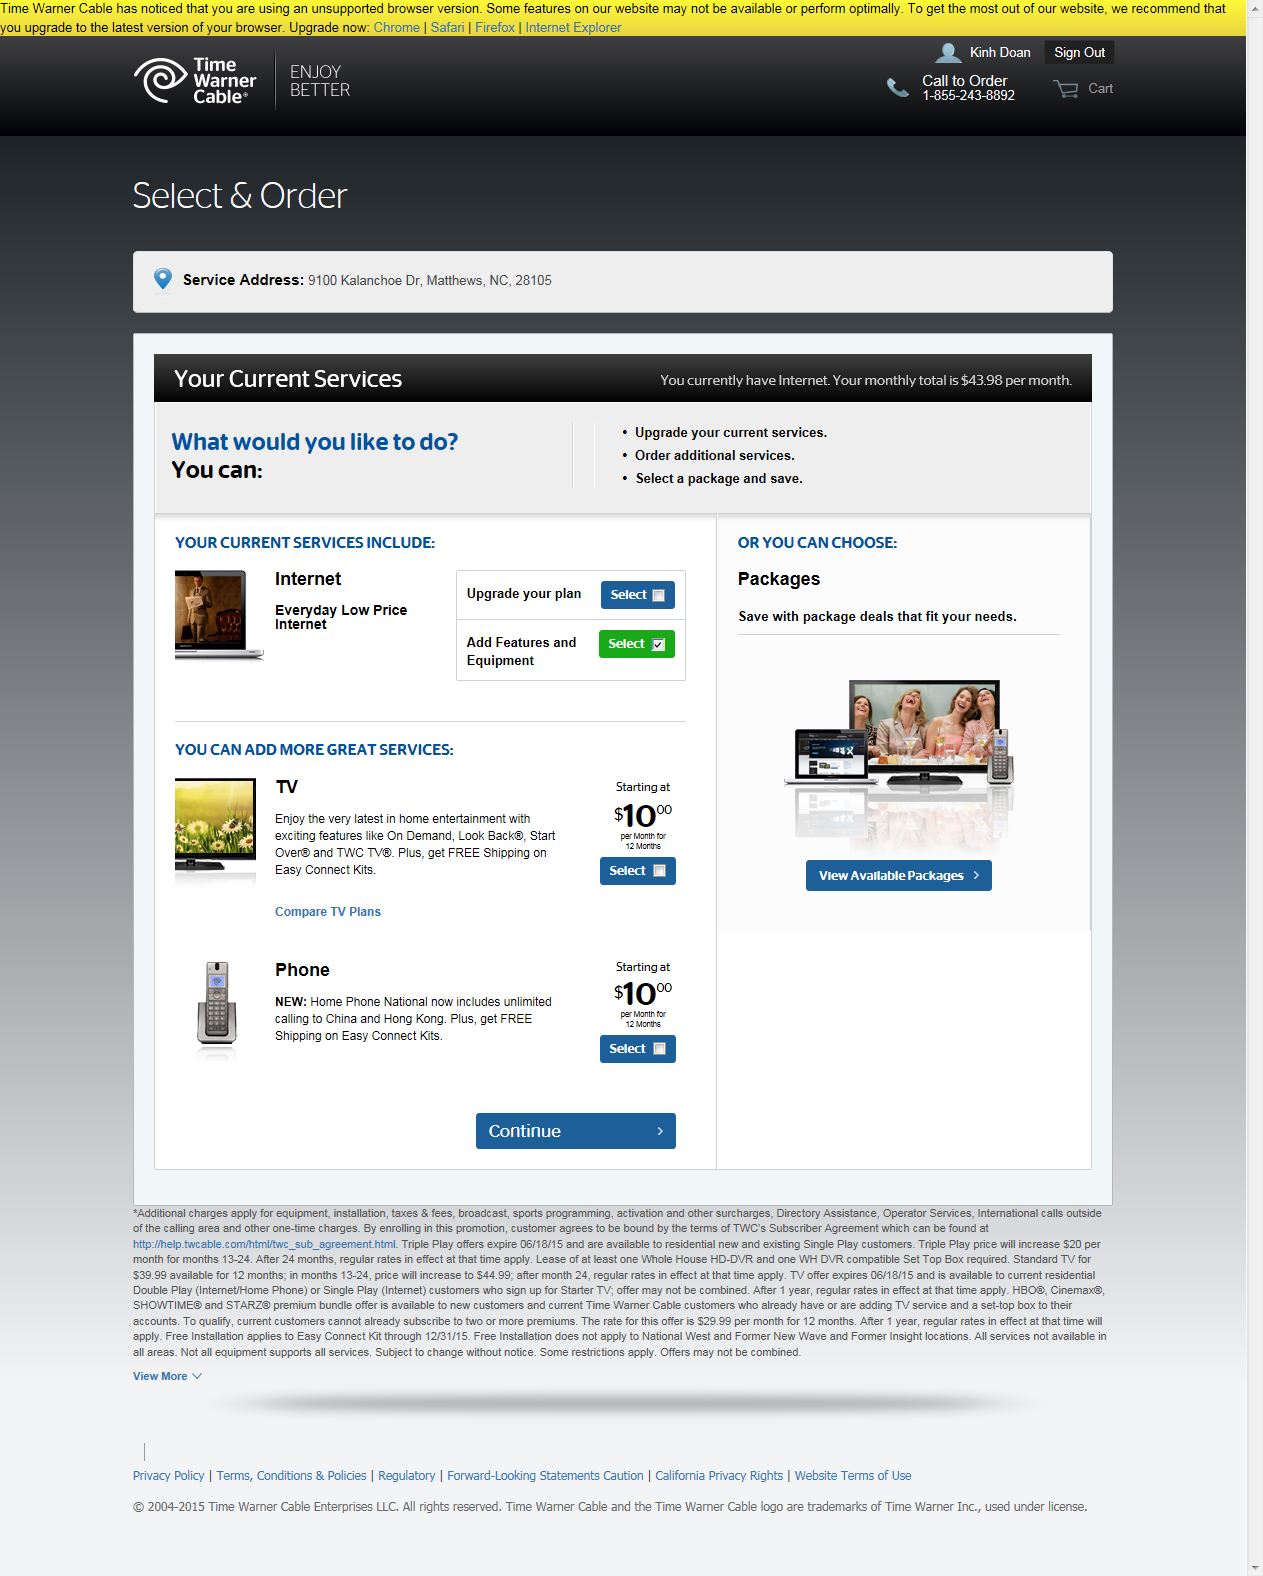 Time Warner Cable has noticed that you are using an unsupported browser version. Some features on our website may not be available or perform optimally. To get the most out of our website, we recommend that
you upgrade to the latest version of your browser. Upgrade now: Chrome | Safari | Firefox | Internet Explorer
Kinh Doan Sign Out
Time
Warner
Cable®
ENJOY
BETTER
Call to Order
1-855-243-8892
Cart
Select & Order
Service Address: 9100 Kalanchoe Dr, Matthews, NC, 28105
Your Current Services
You currently have Internet. Your monthly total is $43.98 per month.
What would you like to do?
You can:
• Upgrade your current services.
• Order additional services.
• Select a package and save.
YOUR CURRENT SERVICES INCLUDE:
Internet
Everyday Low Price
Internet
Upgrade your plan
Select
Add Features and
Equipment
Select
YOU CAN ADD MORE GREAT SERVICES:
TV
Enjoy the very latest in home entertainment with
exciting features like On Demand, Look Back®, Start
Over® and TWC TV®. Plus, get FREE Shipping on
Easy Connect Kits.
Compare TV Plans
Starting at
$10 00
per Month for
12 Months
Select
Phone
NEW: Home Phone National now includes unlimited
calling to China and Hong Kong. Plus, get FREE
Shipping on Easy Connect Kits.
Starting at
$10 00
per Month for
12 Months
Select
Continue
OR YOU CAN CHOOSE:
Packages
Save with package deals that fit your needs.
View Available Packages
*Additional charges apply for equipment, installation, taxes & fees, broadcast, sports programming, activation and other surcharges, Directory Assistance, Operator Services, International calls outside
of the calling area and other one-time charges. By enrolling in this promotion, customer agrees to be bound by the terms of TWC's Subscriber Agreement which can be found at
http://help.twcable.com/html/twc_sub_agreement.html. Triple Play offers expire 06/18/15 and are available to residential new and existing Single Play customers. Triple Play price will increase $20 per
month for months 13-24. After 24 months, regular rates in effect at that time apply. Lease of at least one Whole House HD-DVR and one WH DVR compatible Set Top Box required. Standard TV for
$39.99 available for 12 months; in months 13-24, price will increase to $44.99; after month 24, regular rates in effect at that time apply. TV offer expires 06/18/15 and is available to current residential
Double Play (Internet/Home Phone) or Single Play (Internet) customers who sign up for Starter TV; offer may not be combined. After 1 year, regular rates in effect at that time apply. HBO®, Cinemax®,
SHOWTIME® and STARZ® premium bundle offer is available to new customers and current Time Warner Cable customers who already have or are adding TV service and a set-top box to their
accounts. To qualify, current customers cannot already subscribe to two or more premiums. The rate for this offer is $29.99 per month for 12 months. After 1 year, regular rates in effect at that time will
apply. Free Installation applies to Easy Connect Kit through 12/31/15. Free Installation does not apply to National West and Former New Wave and Former Insight locations. All services not available in
all areas. Not all equipment supports all services. Subject to change without notice. Some restrictions apply. Offers may not be combined.
View More
Privacy Policy | Terms, Conditions & Policies | Regulatory | Forward-Looking Statements Caution | California Privacy Rights | Website Terms of Use
© 2004-2015 Time Warner Cable Enterprises LLC. All rights reserved. Time Warner Cable and the Time Warner Cable logo are trademarks of Time Warner Inc., used under license.